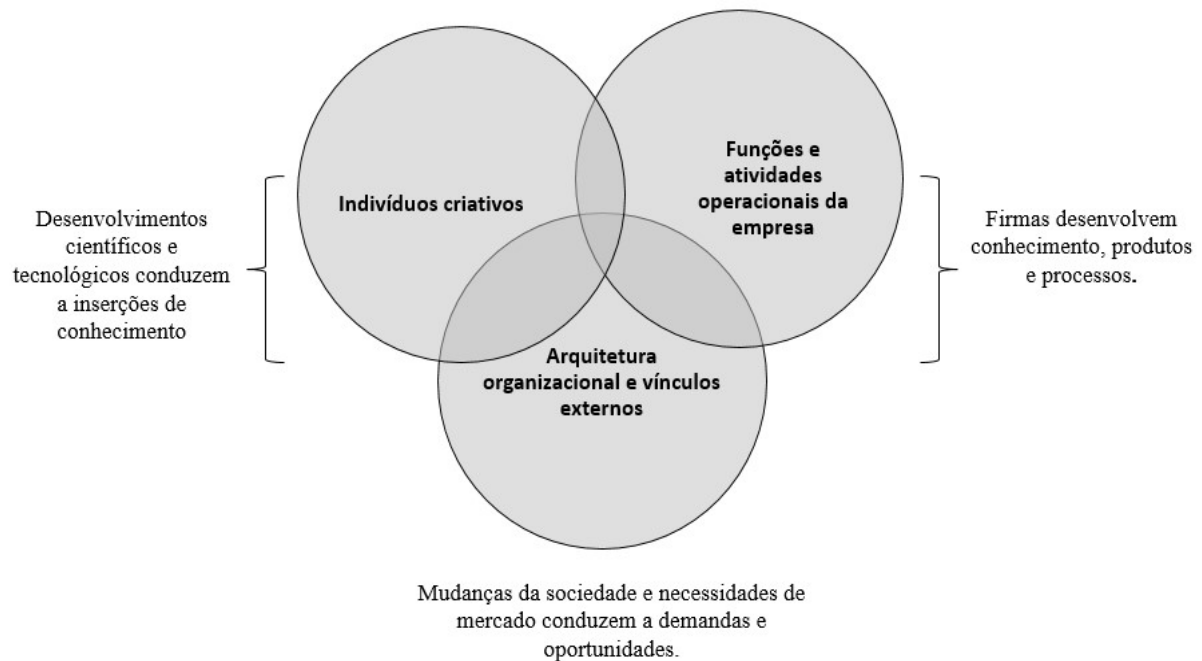 Desenvolvimentos
científicos e
tecnológicos conduzem
a inserções de
conhecimento
Indivíduos criativos
Funções e
atividades
operacionais da
empresa
Firmas desenvolvem
conhecimento, produtos
e processos.
Arquitetura
organizacional e vínculos
externos
Mudanças da sociedade e necessidades de
mercado conduzem a demandas e
oportunidades.